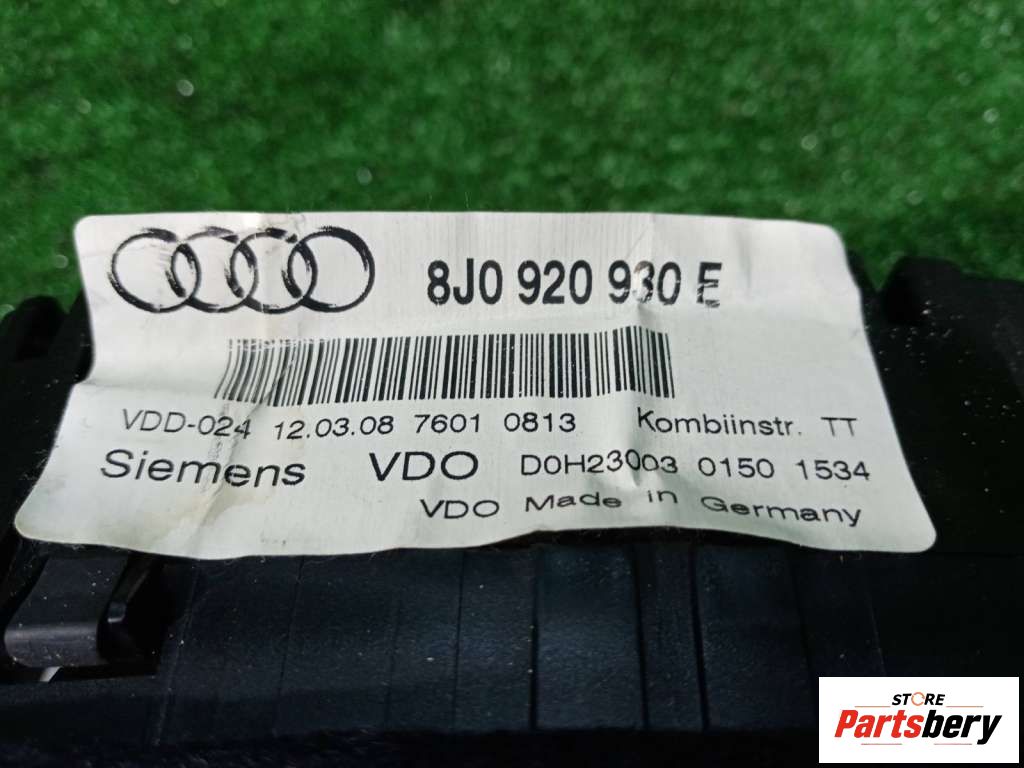 8J0 920 930 E
VDD-024 12.03.08 7601 0813 Kombiinstr. TT
Siemens VDO D0H23003 0150 1534
VDO Made in Germany
STORE
Partsbery